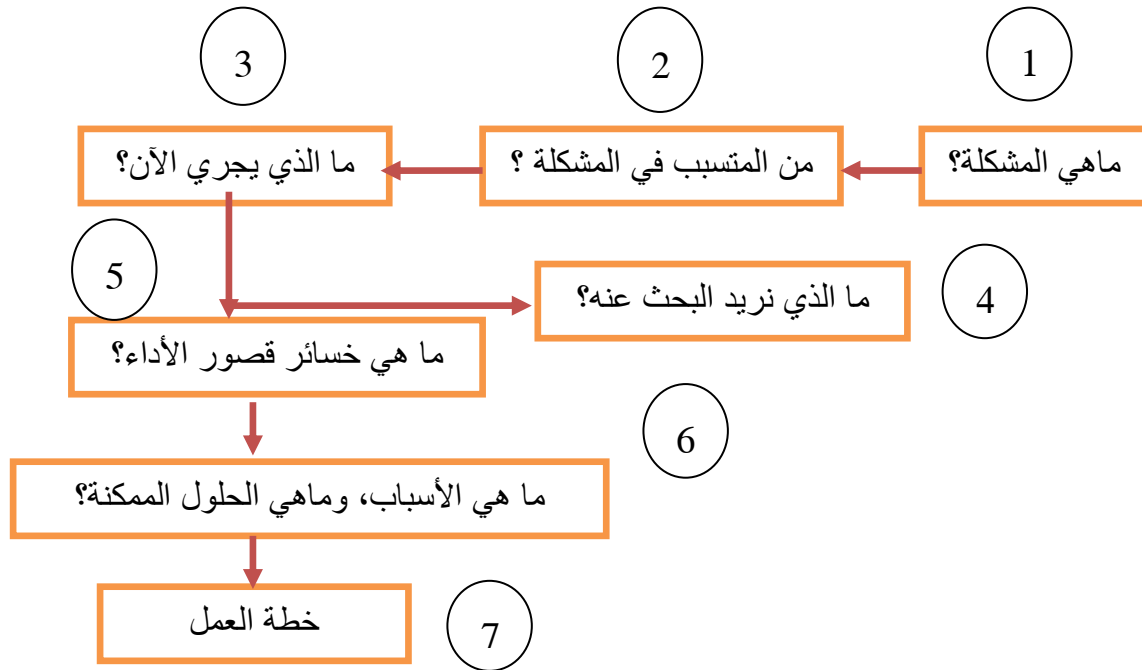 1
ماهي المشكلة؟
2
من المتسبب في المشكلة ؟
3
ما الذي يجري الآن؟
4
ما الذي نريد البحث عنه؟
5
ما هي خسائر قصور الأداء؟
6
ما هي الأسباب، وماهي الحلول الممكنة؟
7
خطة العمل